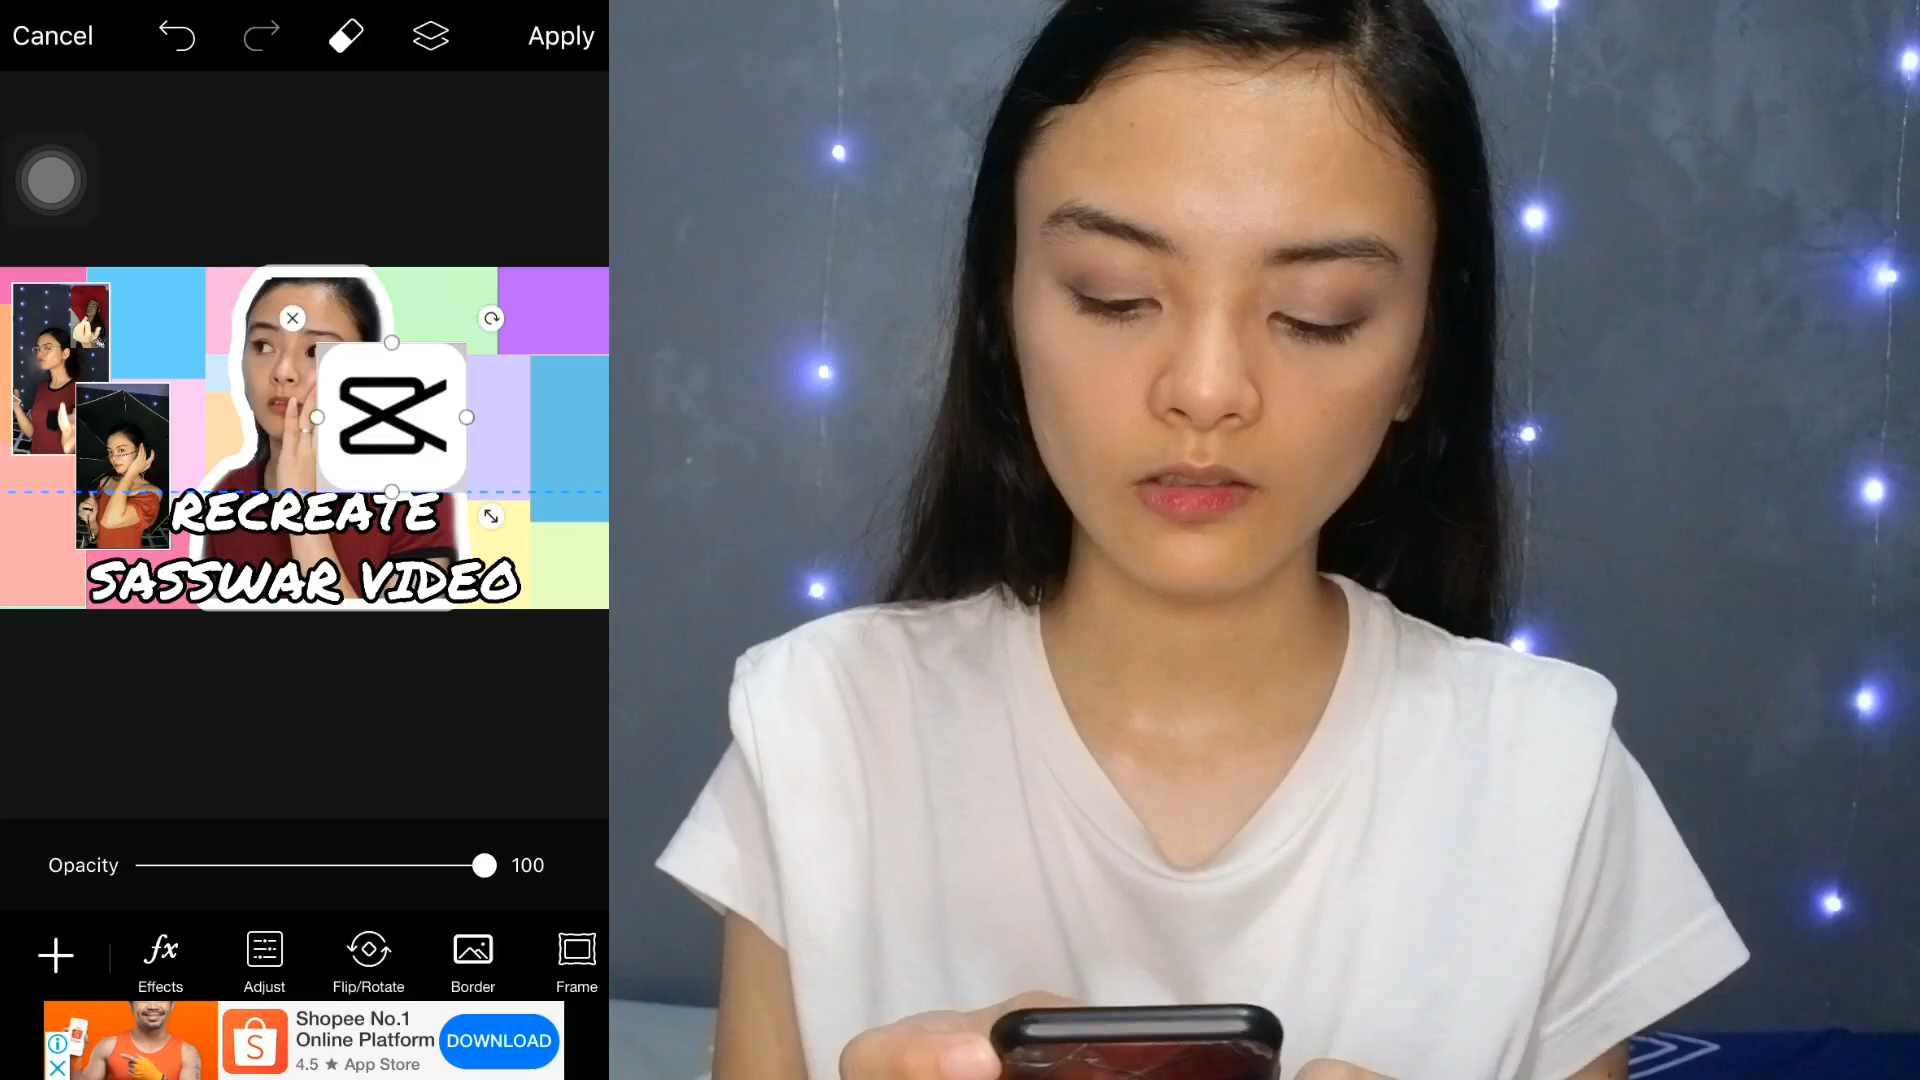 Cancel
Apply
RECREATE
SASSWAR VIDEO
Opacity
100
fx
Effects
Adjust
Flip/Rotate
Border
Frame
Shopee No.1
Online Platform
4.5 ★ App Store
DOWNLOAD
S